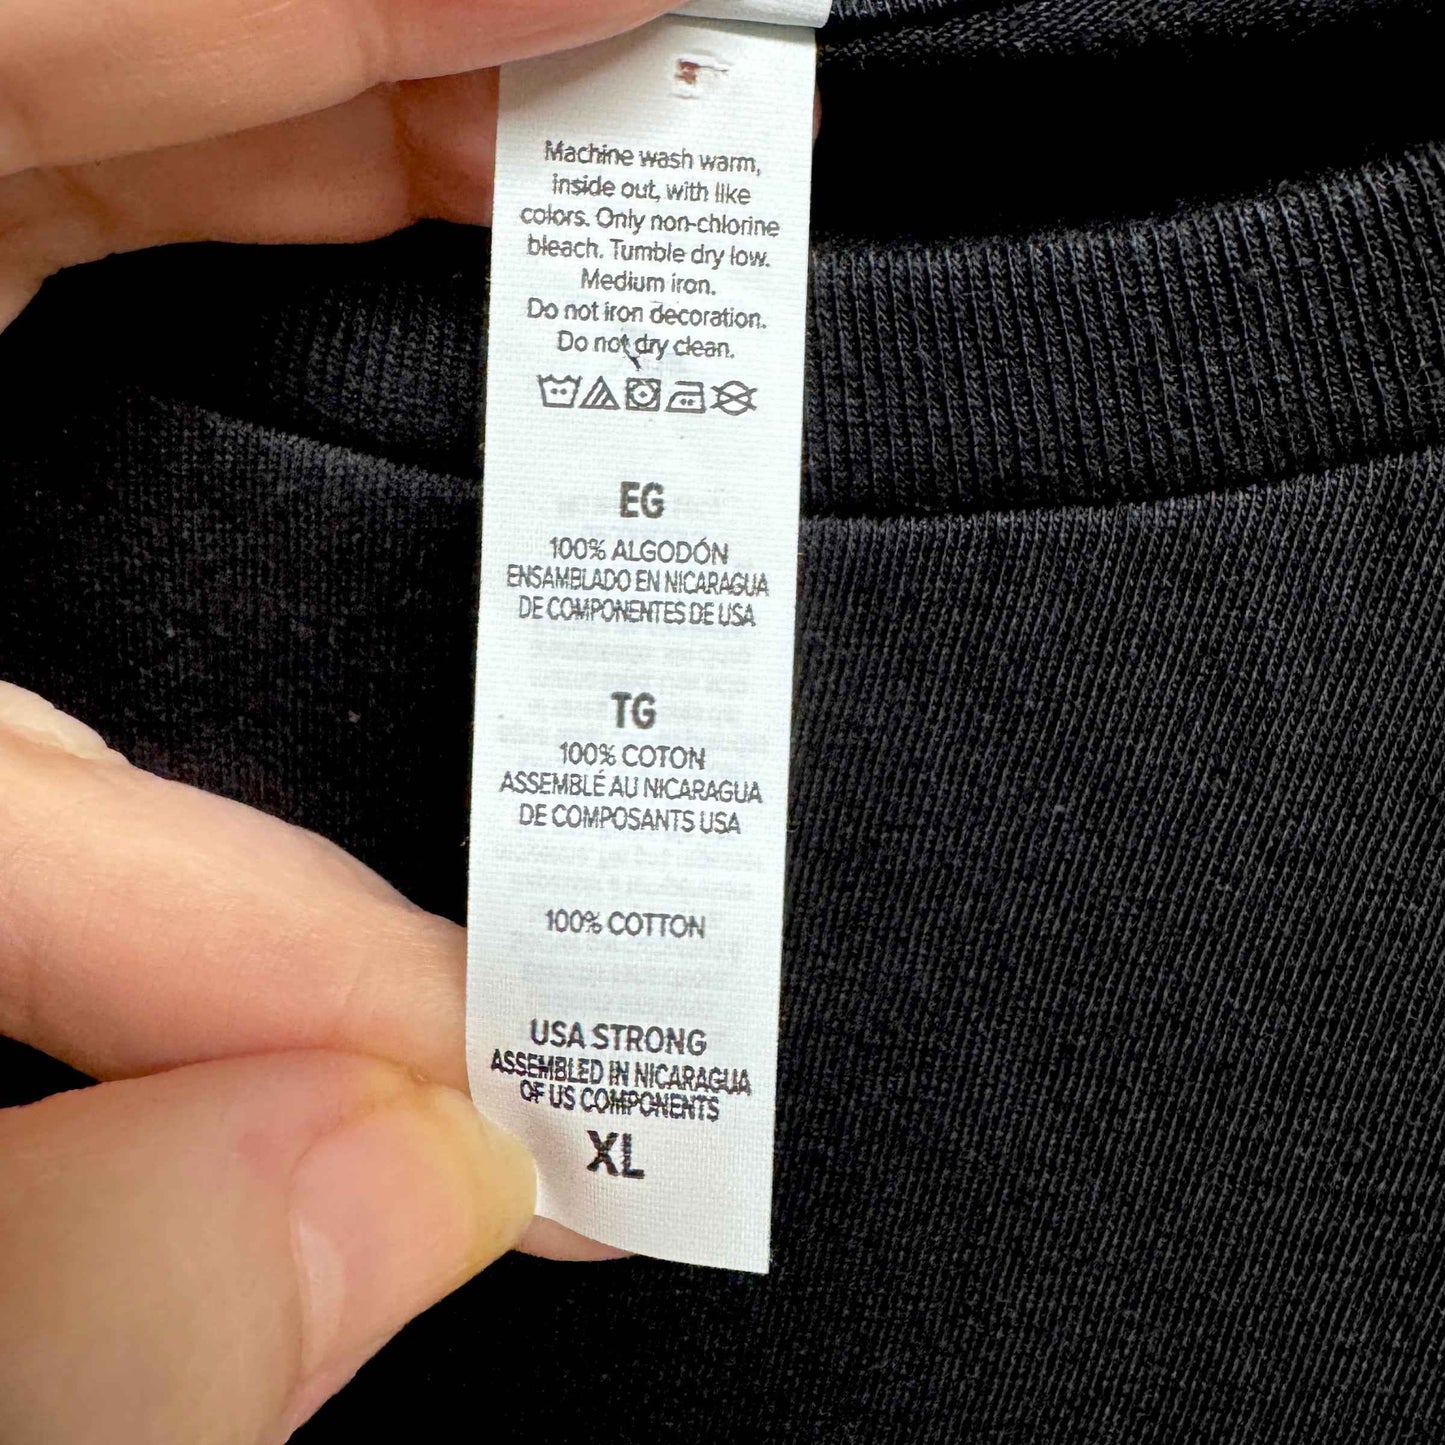 Machine wash warm,
inside out, with like
colors. Only non-chlorine
bleach. Tumble dry low.
Medium iron.
Do not iron decoration.
Do not dry clean.
EG
100% ALGODÓN
ENSAMBLADO EN NICARAGUA
DE COMPONENTES DE USA
TG
100% COTON
ASSEMBLÉ AU NICARAGUA
DE COMPOSANTS USA
100% COTTON
USA STRONG
ASSEMBLED IN NICARAGUA
OF US COMPONENTS
XL